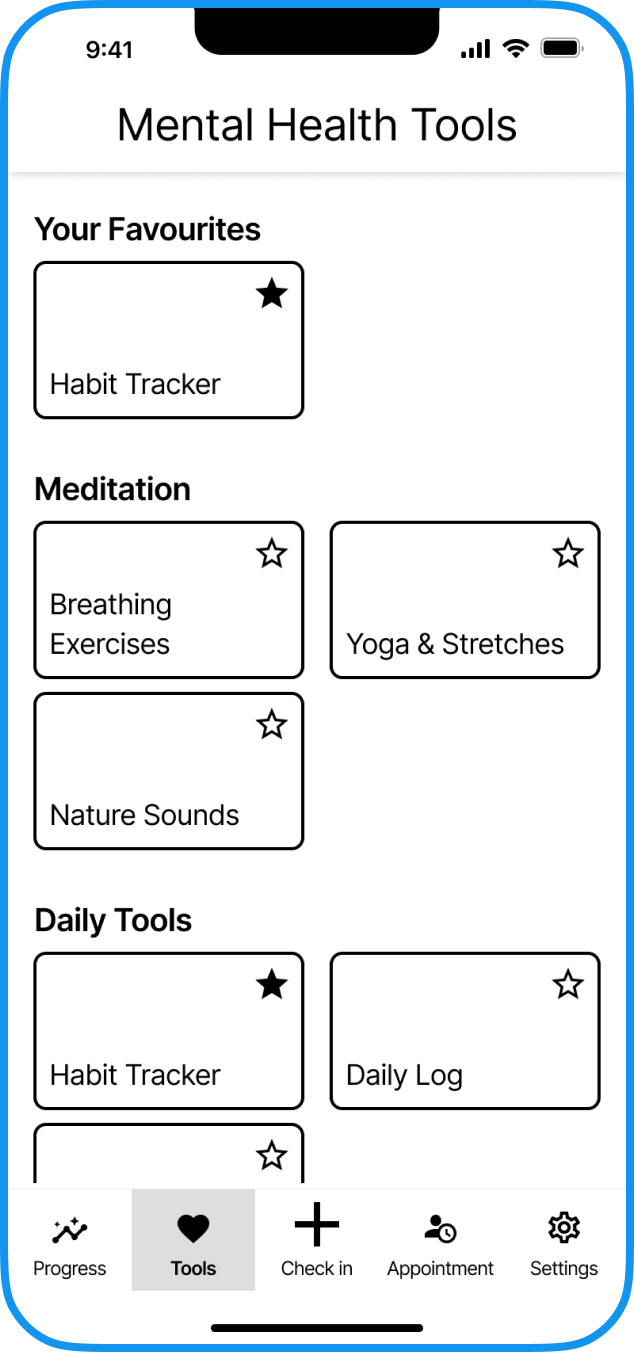 9:41
Mental Health Tools
Your Favourites
Habit Tracker
Meditation
Breathing
Exercises
Yoga & Stretches
Nature Sounds
Daily Tools
Habit Tracker
Daily Log
Progress
Tools
Check in
Appointment
Settings